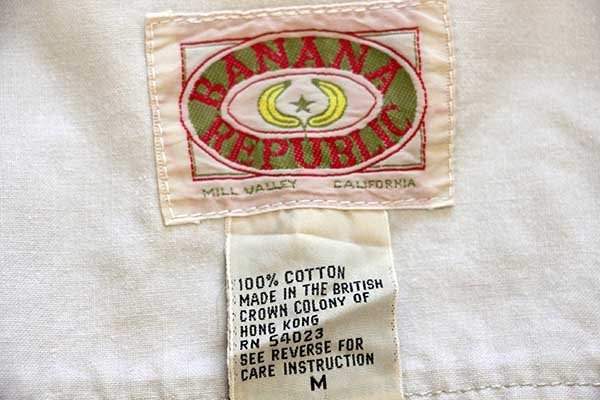 BANANA
REPUBLIC
MILL VALLEY CALIFORNIA
100% COTTON
MADE IN THE BRITISH
CROWN COLONY OF
HONG KONG
RN 54023
SEE REVERSE FOR
CARE INSTRUCTION
M